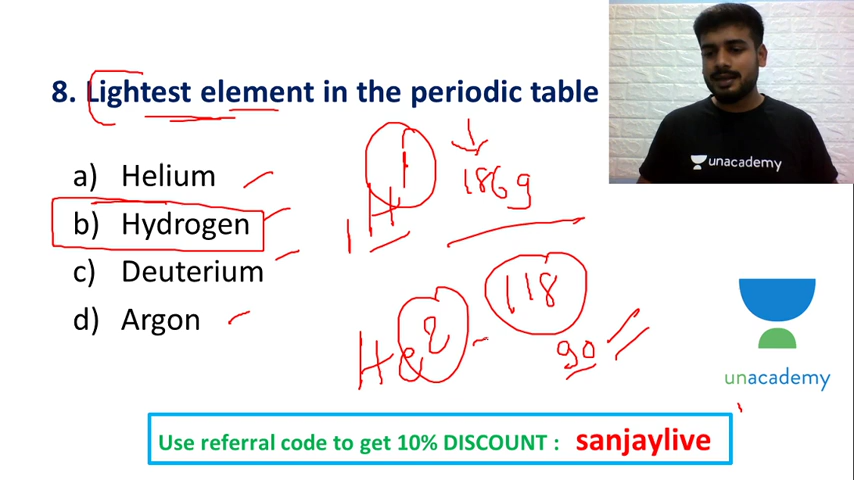 8. Lightest element in the periodic table
a) Helium
b) Hydrogen
c) Deuterium
d) Argon
1 H 1
1869
He 2 -
118
90
unacademy
unacademy
Use referral code to get 10% DISCOUNT : sanjaylive